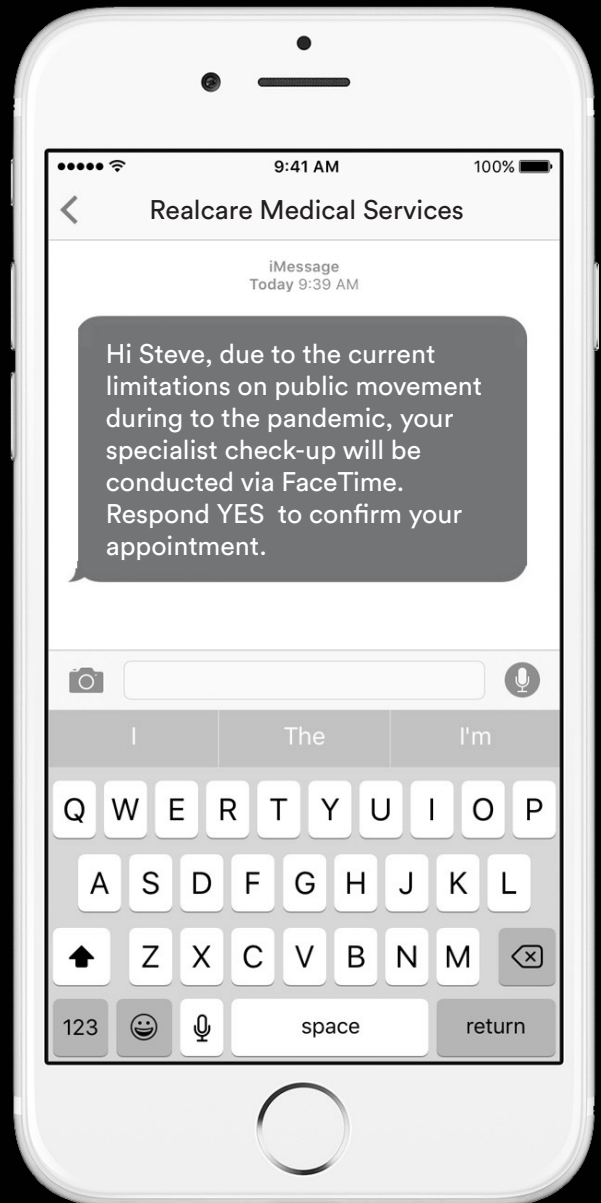 9:41 AM 100%
Realcare Medical Services
iMessage
Today 9:39 AM
Hi Steve, due to the current
limitations on public movement
during to the pandemic, your
specialist check-up will be
conducted via FaceTime.
Respond YES  to confirm your
appointment.
I The I'm
Q W E R T Y U I O P
A S D F G H J K L
Z X C V B N M
123 space return